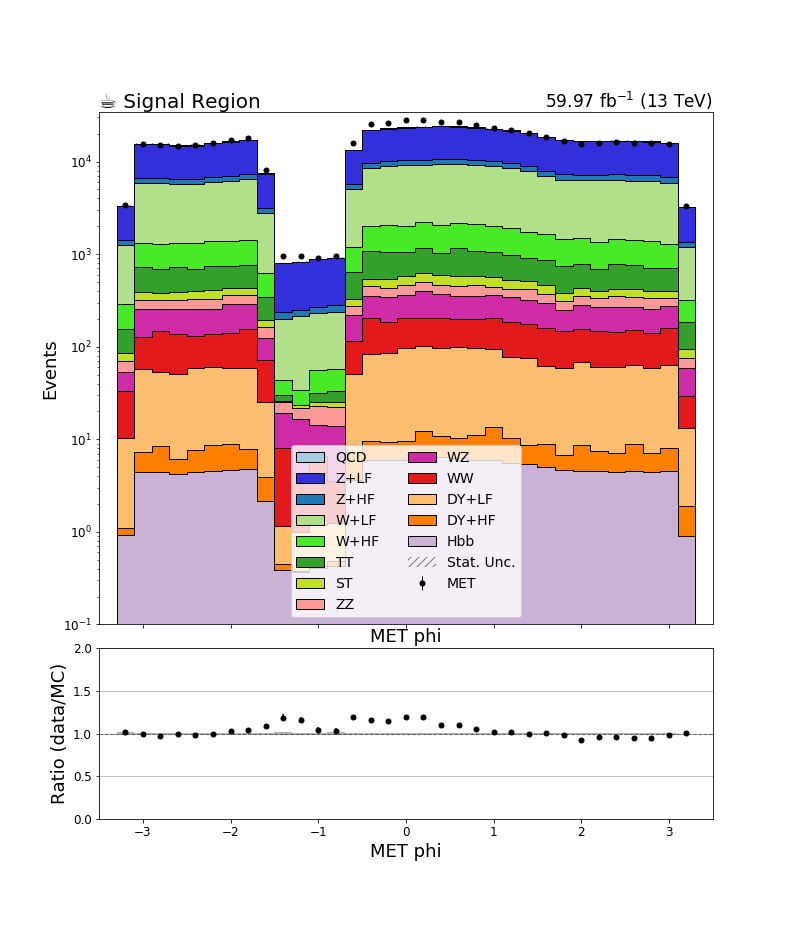 ☕ Signal Region
59.97 fb⁻¹ (13 TeV)
Events
10⁴
10³
10²
10¹
10⁰
10⁻¹
QCD
Z+LF
Z+HF
W+LF
W+HF
TT
ST
ZZ
WZ
WW
DY+LF
DY+HF
Hbb
Stat. Unc.
MET
MET phi
Ratio (data/MC)
2.0
1.5
1.0
0.5
0.0
−3 −2 −1 0 1 2 3
MET phi